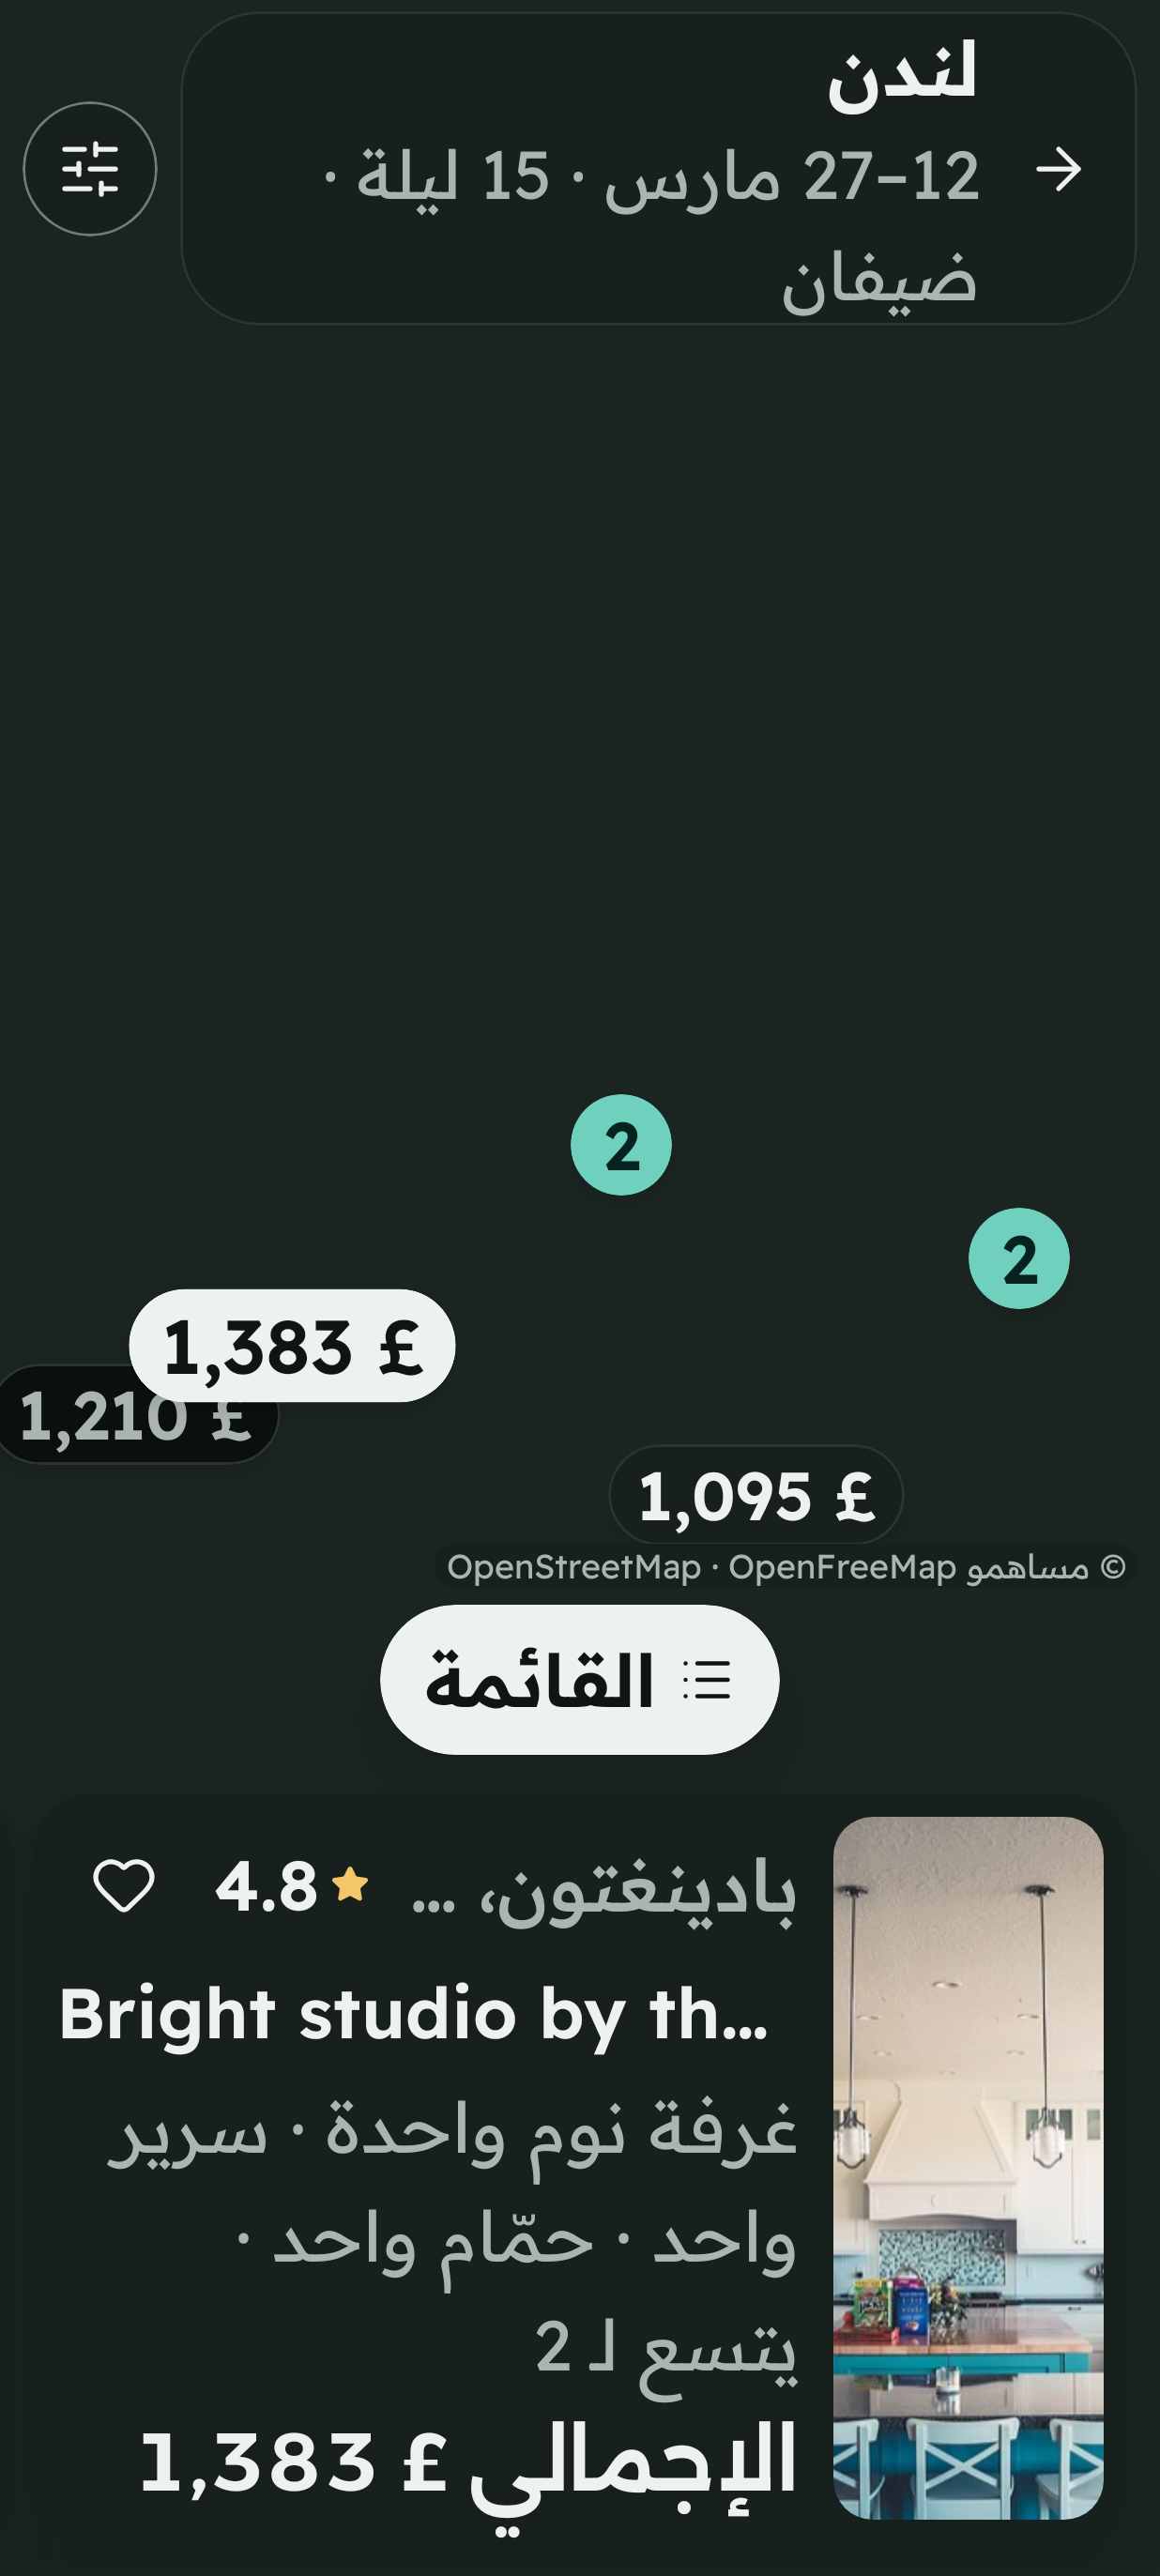 لندن
12–27 مارس · 15 ليلة ·
ضيفان
2
2
1,383 £
1,210 £
1,095 £
© مساهمو OpenStreetMap · OpenFreeMap
القائمة
بادينغتون، ...
4.8
Bright studio by th...
غرفة نوم واحدة · سرير
واحد · حمّام واحد ·
يتسع لـ 2
الإجمالي £ 1,383